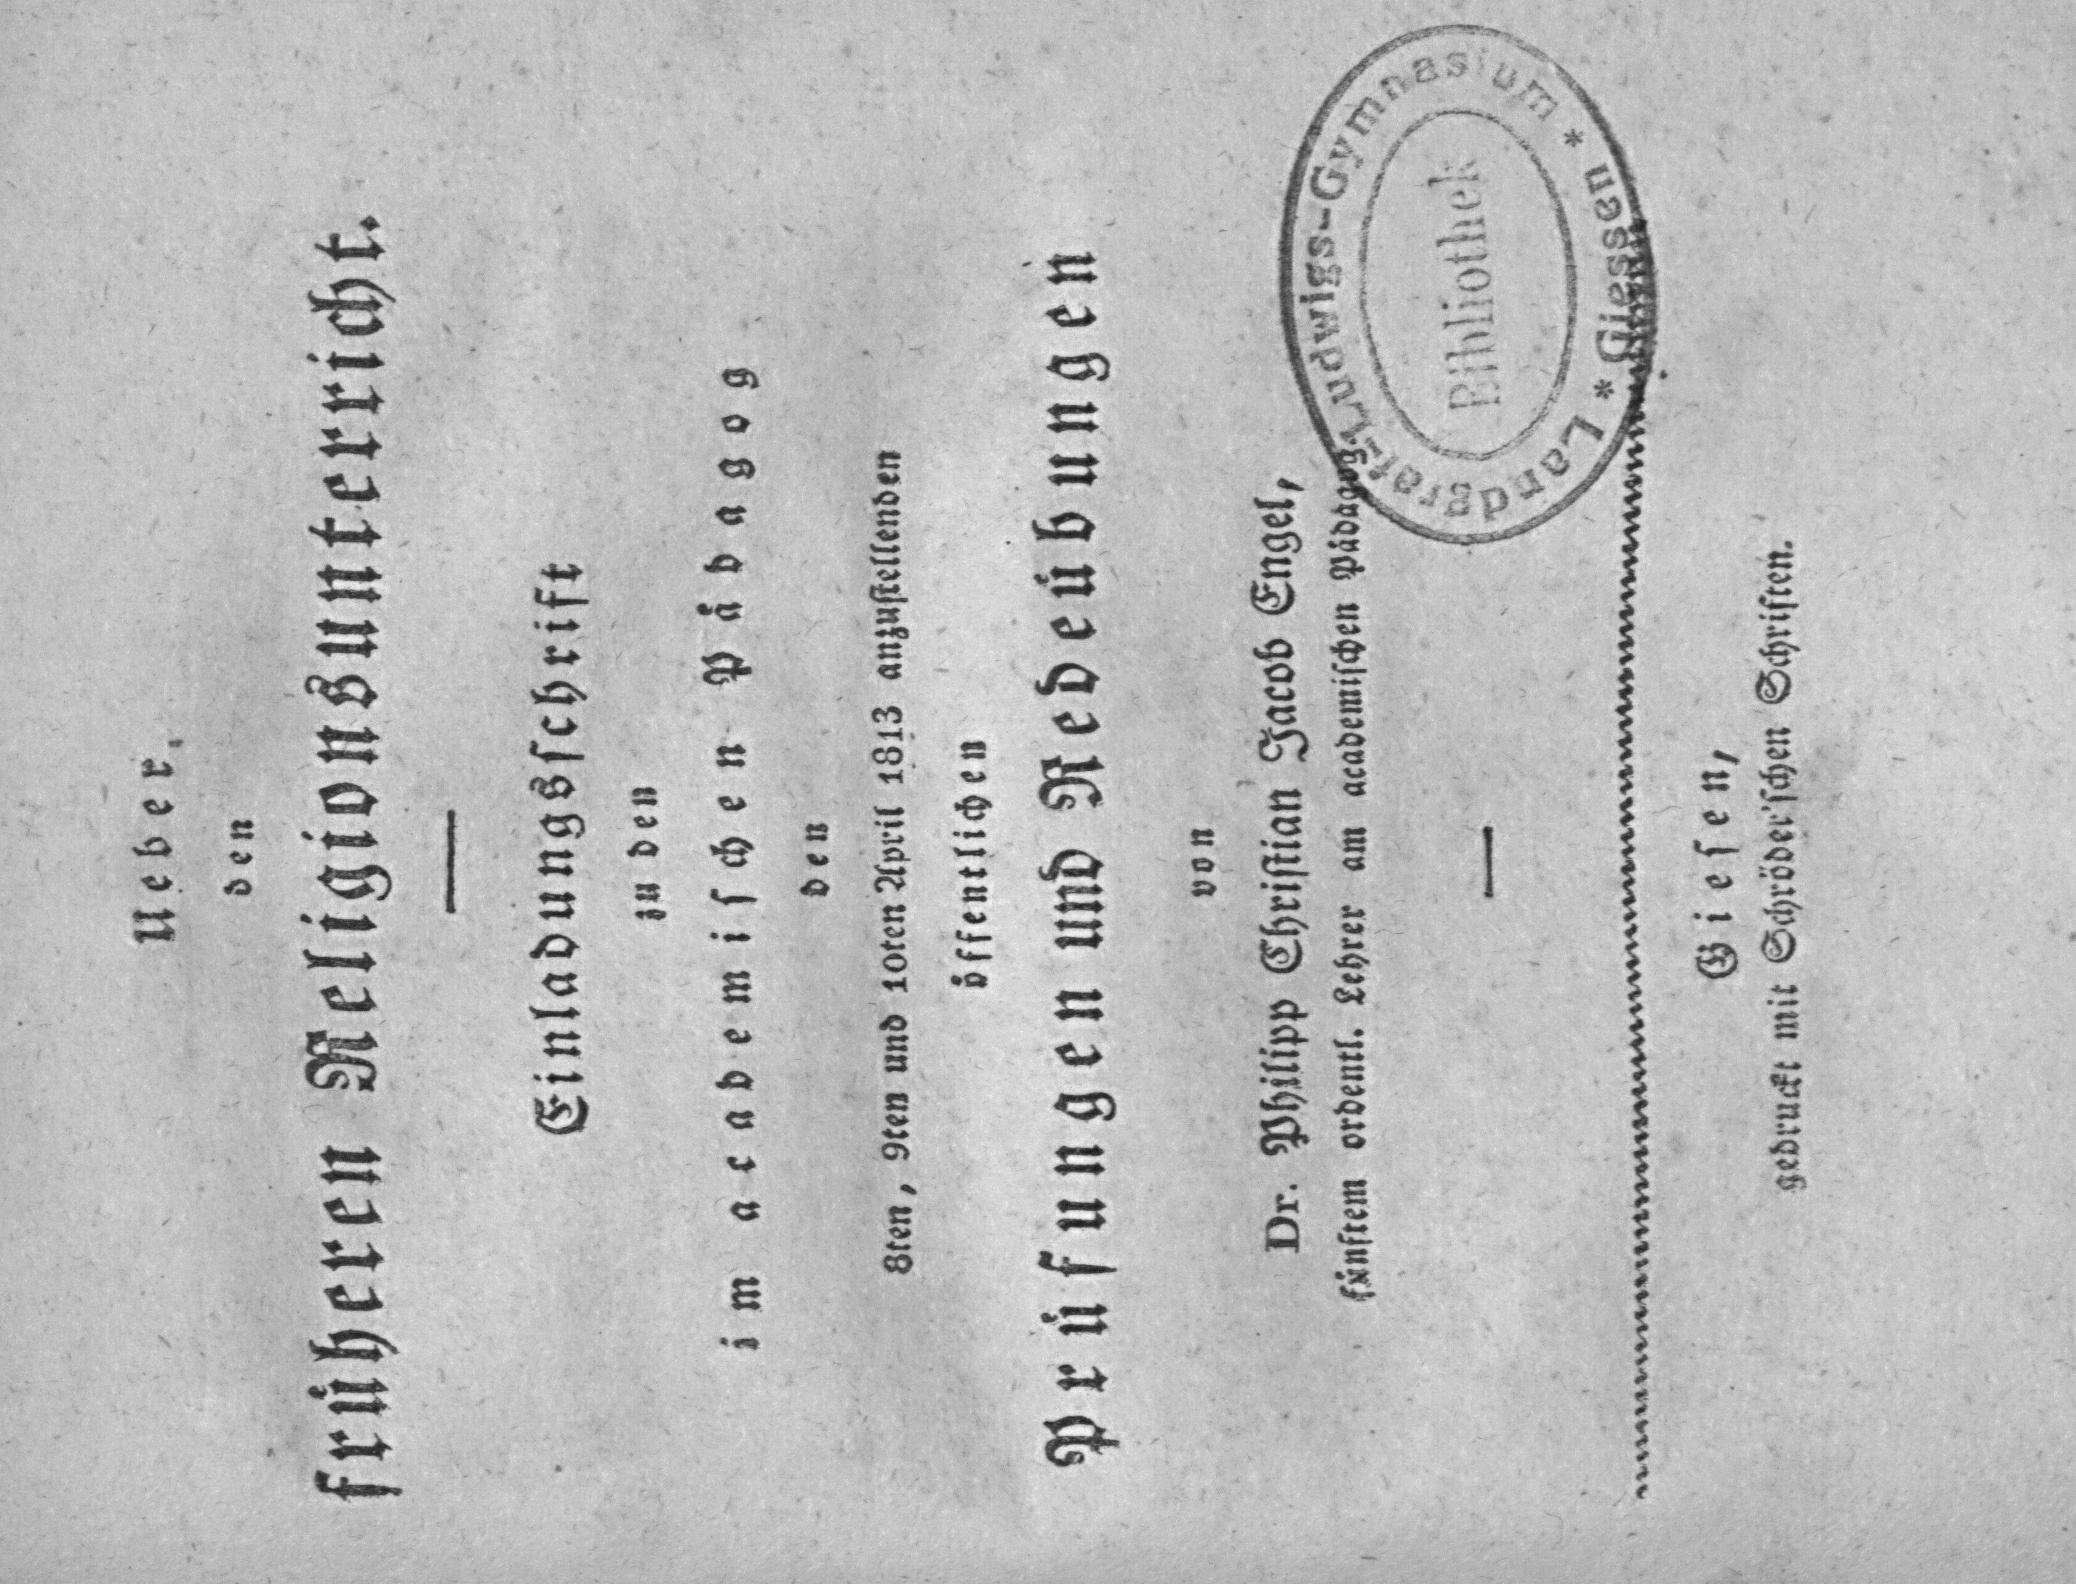 Ueber
den
früheren Religionsunterricht.
Einladungsschrift
zu den
im academischen Pädagog
den
8ten, 9ten und 10ten April 1813 anzustellenden
öffentlichen
Prüfungen und Redeübungen
von
Dr. Philipp Christian Jacob Engel,
fünftem ordentl. Lehrer am academischen Pädagog.
Landgraf-Ludwigs-Gymnasium
* Giessen *
Bibliothek
Giesen,
gedruckt mit Schröder'schen Schriften.